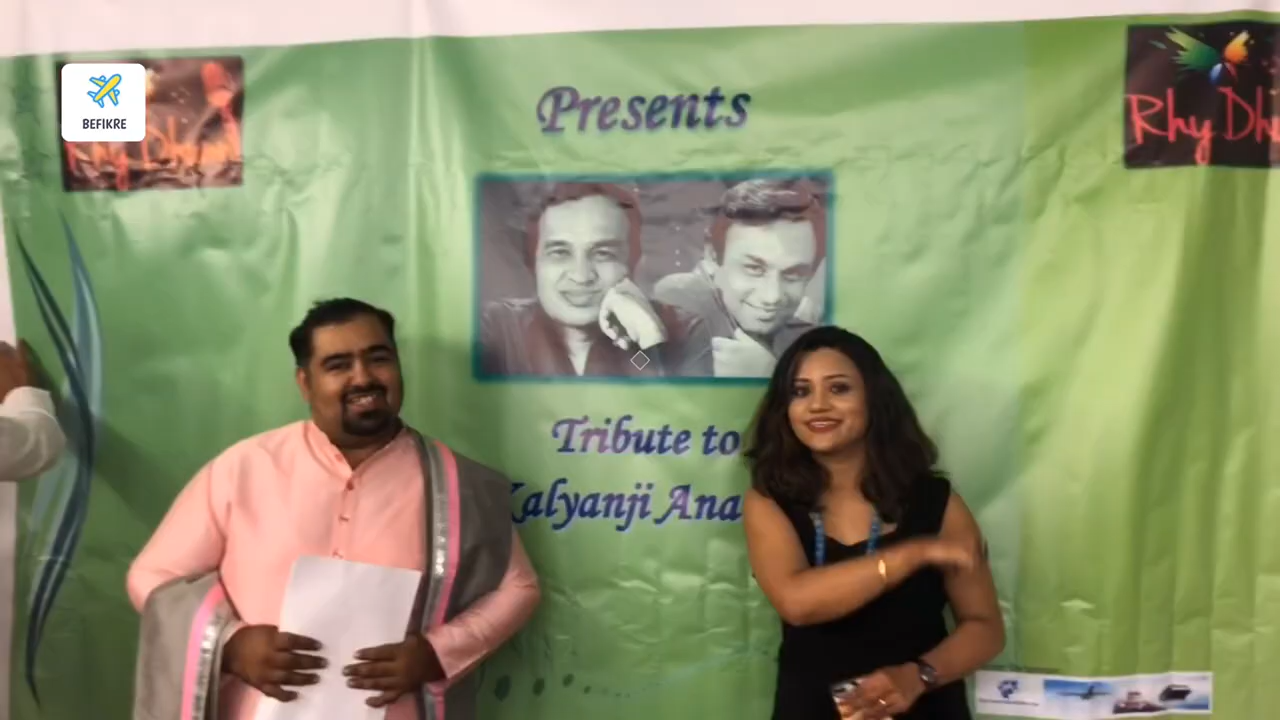 BEFIKRE
Presents
Rhy Dh
Tribute to
Kalyanji Ana